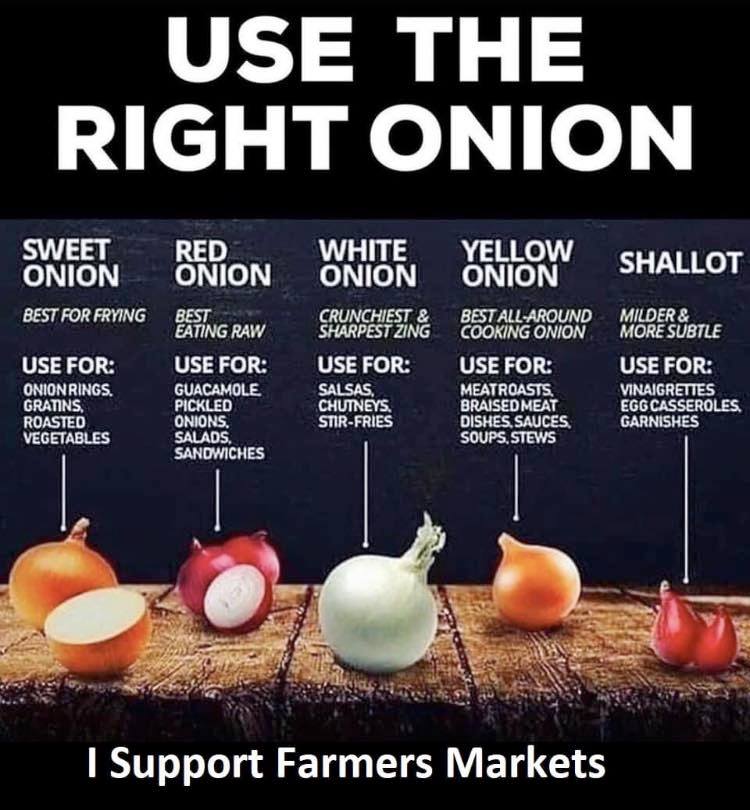 USE THE
RIGHT ONION
SWEET
ONION
BEST FOR FRYING
USE FOR:
ONION RINGS,
GRATINS,
ROASTED
VEGETABLES
RED
ONION
BEST
EATING RAW
USE FOR:
GUACAMOLE,
PICKLED
ONIONS,
SALADS,
SANDWICHES
WHITE
ONION
CRUNCHIEST &
SHARPEST ZING
USE FOR:
SALSAS,
CHUTNEYS,
STIR-FRIES
YELLOW
ONION
BEST ALL-AROUND
COOKING ONION
USE FOR:
MEAT ROASTS,
BRAISED MEAT
DISHES, SAUCES,
SOUPS, STEWS
SHALLOT
MILDER &
MORE SUBTLE
USE FOR:
VINAIGRETTES
EGG CASSEROLES,
GARNISHES
I Support Farmers Markets